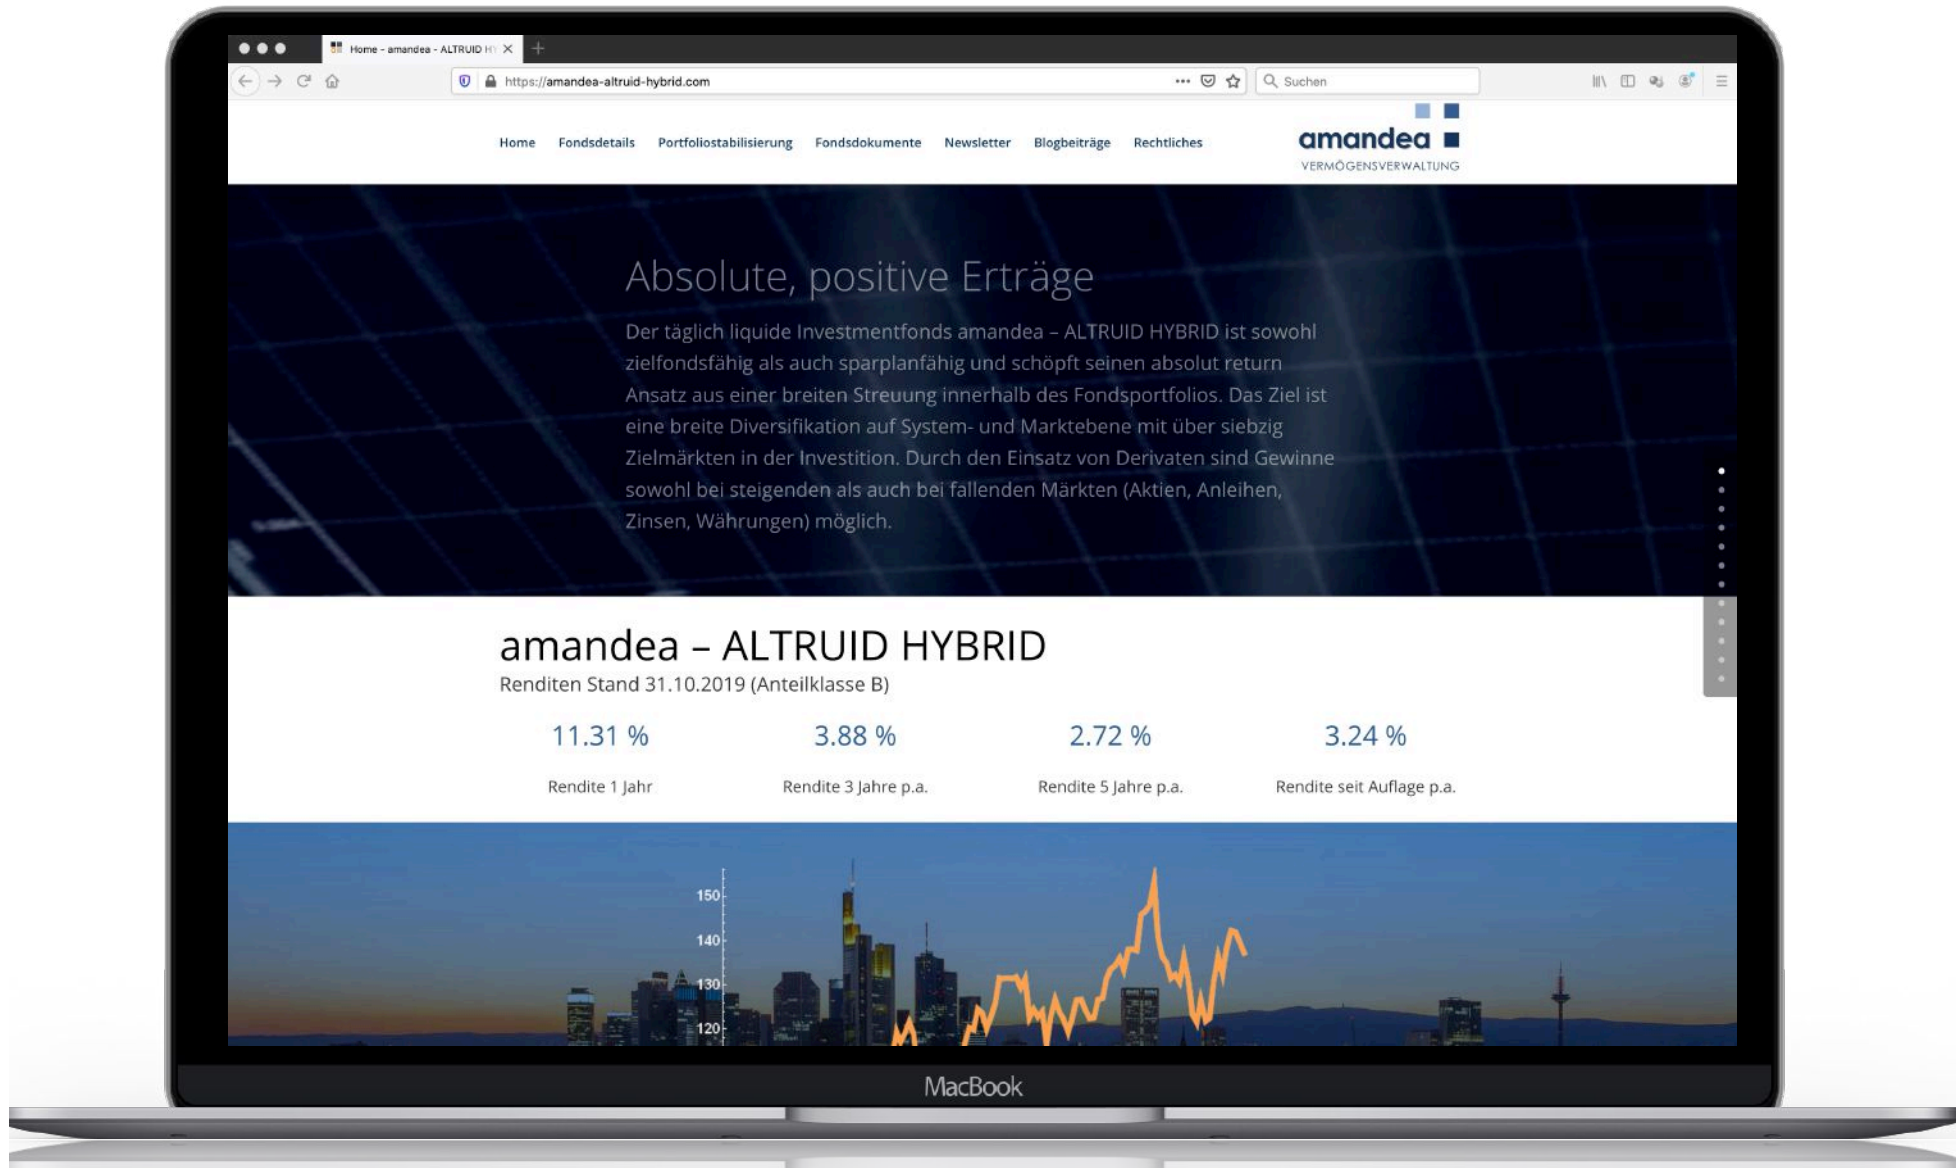 Home - amandea - ALTRUID HY
https://amandea-altruid-hybrid.com
Suchen
Home Fondsdetails Portfoliostabilisierung Fondsdokumente Newsletter Blogbeiträge Rechtliches
amandea
VERMÖGENSVERWALTUNG
Absolute, positive Erträge
Der täglich liquide Investmentfonds amandea – ALTRUID HYBRID ist sowohl
zielfondsfähig als auch sparplanfähig und schöpft seinen absolut return
Ansatz aus einer breiten Streuung innerhalb des Fondsportfolios. Das Ziel ist
eine breite Diversifikation auf System- und Marktebene mit über siebzig
Zielmärkten in der Investition. Durch den Einsatz von Derivaten sind Gewinne
sowohl bei steigenden als auch bei fallenden Märkten (Aktien, Anleihen,
Zinsen, Währungen) möglich.
amandea – ALTRUID HYBRID
Renditen Stand 31.10.2019 (Anteilklasse B)
11.31 % 3.88 % 2.72 % 3.24 %
Rendite 1 Jahr Rendite 3 Jahre p.a. Rendite 5 Jahre p.a. Rendite seit Auflage p.a.
150
140
130
120
MacBook